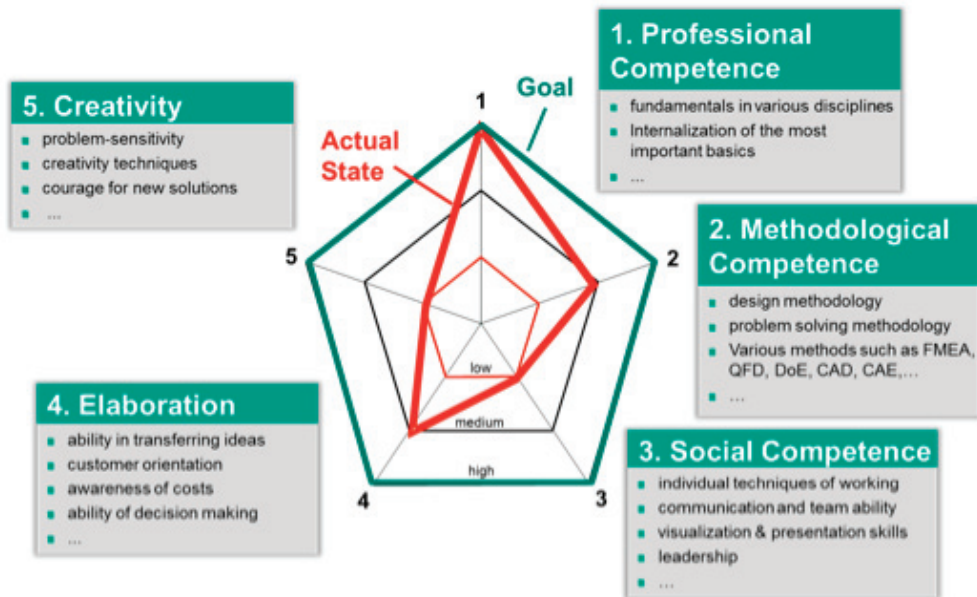 1. Professional
Competence
fundamentals in various disciplines
Internalization of the most
important basics
...
Goal
1
5. Creativity
problem-sensitivity
creativity techniques
courage for new solutions
...
Actual
State
5
2
2. Methodological
Competence
design methodology
problem solving methodology
Various methods such as FMEA,
QFD, DoE, CAD, CAE,...
...
low
medium
high
4
3
4. Elaboration
ability in transferring ideas
customer orientation
awareness of costs
ability of decision making
...
3. Social Competence
individual techniques of working
communication and team ability
visualization & presentation skills
leadership
...